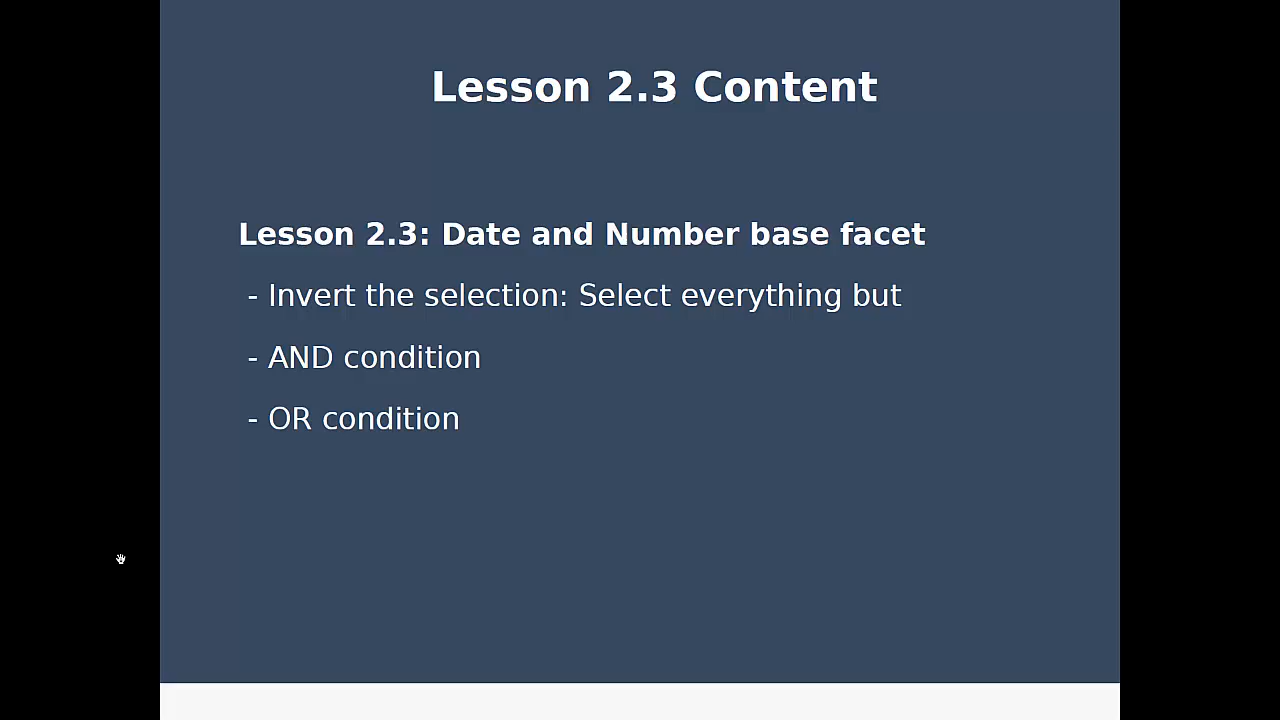 Lesson 2.3 Content
Lesson 2.3: Date and Number base facet
- Invert the selection: Select everything but
- AND condition
- OR condition